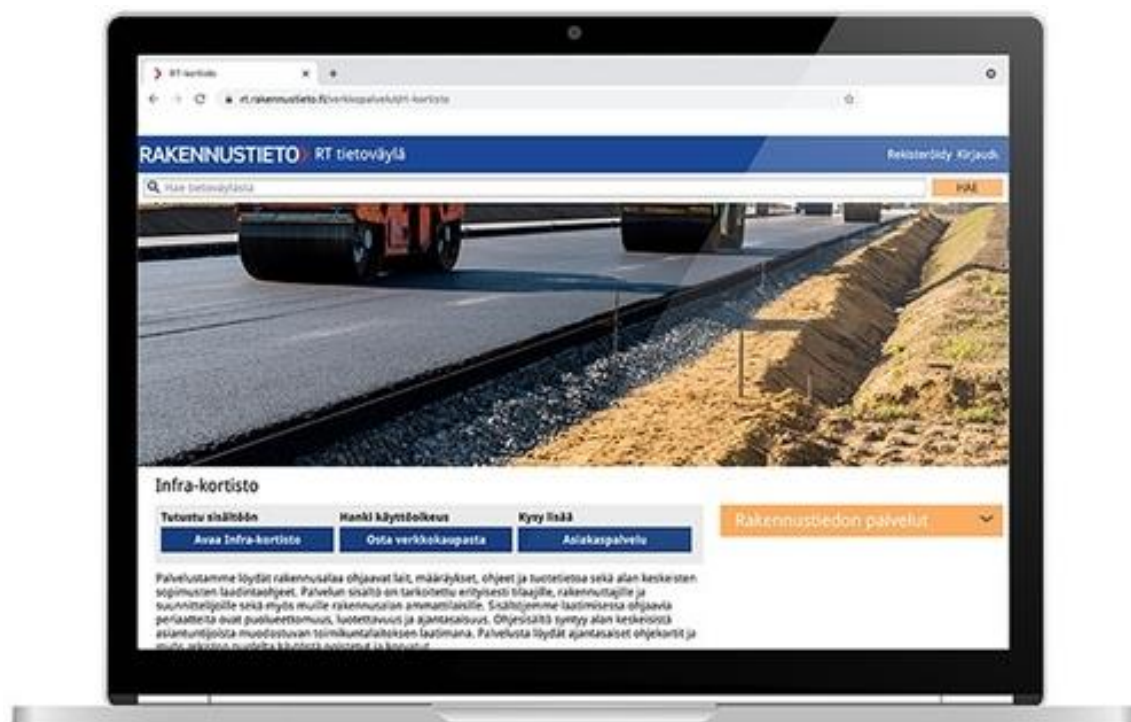 RT-kortisto
rt.rakennustieto.fi/verkkopalvelut/rt-kortisto
RAKENNUSTIETO RT tietoväylä
Rekisteröidy Kirjaudu
Hae tietoväylästä
HAE
Infra-kortisto
Tutustu sisältöön
Avaa Infra-kortisto
Hanki käyttöoikeus
Osta verkkokaupasta
Kysy lisää
Asiakaspalvelu
Rakennustiedon palvelut
Palvelustamme löydät rakennusalaa ohjaavat lait, määräykset, ohjeet ja tuotetietoa sekä alan keskeisten
sopimusten laadintaohjeet. Palvelun sisältö on tarkoitettu erityisesti tilaajille, rakennuttajille ja
suunnittelijoille sekä myös muille rakennusalan ammattilaisille. Sisältöjemme laatimisessa ohjaavia
periaatteita ovat puolueettomuus, luotettavuus ja ajantasaisuus. Ohjesisältö syntyy alan keskeisistä
asiantuntijoista muodostuvan toimikuntalaitoksen laatimana. Palvelusta löydät ajantasaiset ohjekortit ja